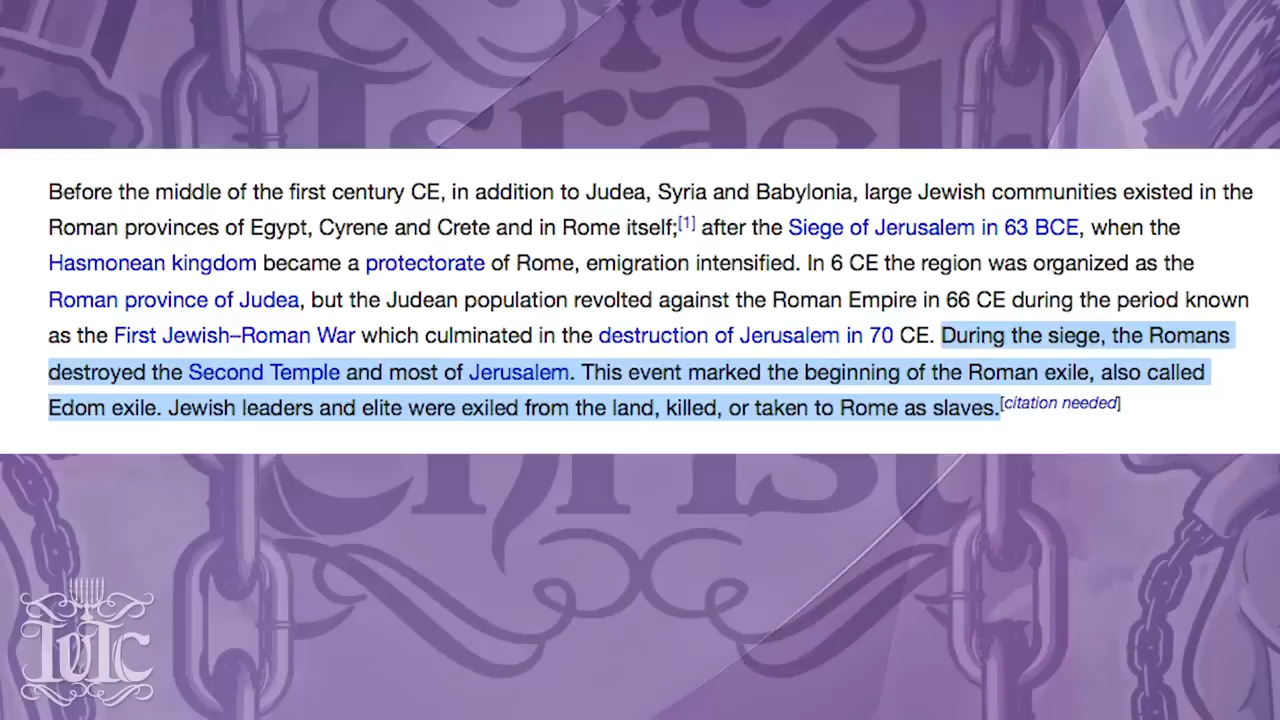 Israel
Before the middle of the first century CE, in addition to Judea, Syria and Babylonia, large Jewish communities existed in the
Roman provinces of Egypt, Cyrene and Crete and in Rome itself;[1] after the Siege of Jerusalem in 63 BCE, when the
Hasmonean kingdom became a protectorate of Rome, emigration intensified. In 6 CE the region was organized as the
Roman province of Judea, but the Judean population revolted against the Roman Empire in 66 CE during the period known
as the First Jewish–Roman War which culminated in the destruction of Jerusalem in 70 CE. During the siege, the Romans
destroyed the Second Temple and most of Jerusalem. This event marked the beginning of the Roman exile, also called
Edom exile. Jewish leaders and elite were exiled from the land, killed, or taken to Rome as slaves.[citation needed]
Christ
IUIC